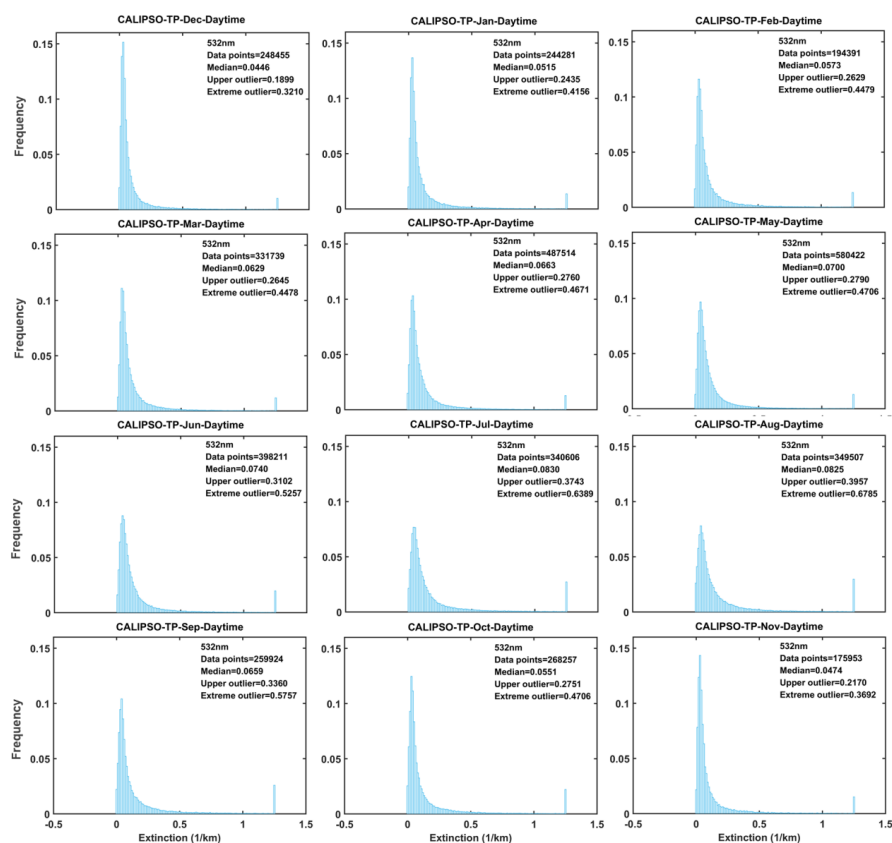 CALIPSO-TP-Dec-Daytime
532nm
Data points=248455
Median=0.0446
Upper outlier=0.1899
Extreme outlier=0.3210
Frequency
0.15
0.1
0.05
0
CALIPSO-TP-Jan-Daytime
532nm
Data points=244281
Median=0.0515
Upper outlier=0.2435
Extreme outlier=0.4156
0.15
0.1
0.05
0
CALIPSO-TP-Feb-Daytime
532nm
Data points=194391
Median=0.0573
Upper outlier=0.2629
Extreme outlier=0.4479
0.15
0.1
0.05
0
CALIPSO-TP-Mar-Daytime
532nm
Data points=331739
Median=0.0629
Upper outlier=0.2645
Extreme outlier=0.4478
Frequency
0.15
0.1
0.05
0
CALIPSO-TP-Apr-Daytime
532nm
Data points=487514
Median=0.0663
Upper outlier=0.2760
Extreme outlier=0.4671
0.15
0.1
0.05
0
CALIPSO-TP-May-Daytime
532nm
Data points=580422
Median=0.0700
Upper outlier=0.2790
Extreme outlier=0.4706
0.15
0.1
0.05
0
CALIPSO-TP-Jun-Daytime
532nm
Data points=398211
Median=0.0740
Upper outlier=0.3102
Extreme outlier=0.5257
Frequency
0.15
0.1
0.05
0
CALIPSO-TP-Jul-Daytime
532nm
Data points=340606
Median=0.0830
Upper outlier=0.3743
Extreme outlier=0.6389
0.15
0.1
0.05
0
CALIPSO-TP-Aug-Daytime
532nm
Data points=349507
Median=0.0825
Upper outlier=0.3957
Extreme outlier=0.6785
0.15
0.1
0.05
0
CALIPSO-TP-Sep-Daytime
532nm
Data points=259924
Median=0.0659
Upper outlier=0.3360
Extreme outlier=0.5757
Frequency
0.15
0.1
0.05
0
-0.5 0 0.5 1 1.5
Extinction (1/km)
CALIPSO-TP-Oct-Daytime
532nm
Data points=268257
Median=0.0551
Upper outlier=0.2751
Extreme outlier=0.4706
0.15
0.1
0.05
0
0 0.5 1 1.5
Extinction (1/km)
CALIPSO-TP-Nov-Daytime
532nm
Data points=175953
Median=0.0474
Upper outlier=0.2170
Extreme outlier=0.3692
0.15
0.1
0.05
0
-0.5 0 0.5 1 1.5
Extinction (1/km)